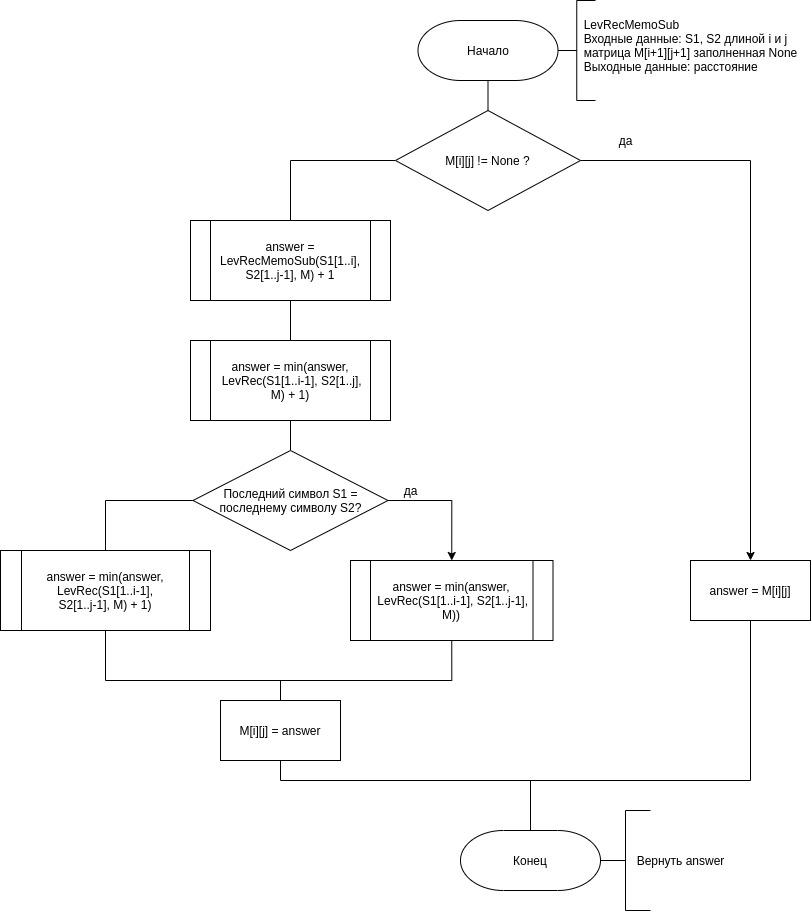 Начало
LevRecMemoSub
Входные данные: S1, S2 длиной i и j
матрица M[i+1][j+1] заполненная None
Выходные данные: расстояние
M[i][j] != None ?
да
answer =
LevRecMemoSub(S1[1..i],
S2[1..j-1], M) + 1
answer = min(answer,
LevRec(S1[1..i-1], S2[1..j],
M) + 1)
Последний символ S1 =
последнему символу S2?
да
answer = min(answer,
LevRec(S1[1..i-1],
S2[1..j-1], M) + 1)
answer = min(answer,
LevRec(S1[1..i-1], S2[1..j-1],
M))
answer = M[i][j]
M[i][j] = answer
Конец
Вернуть answer